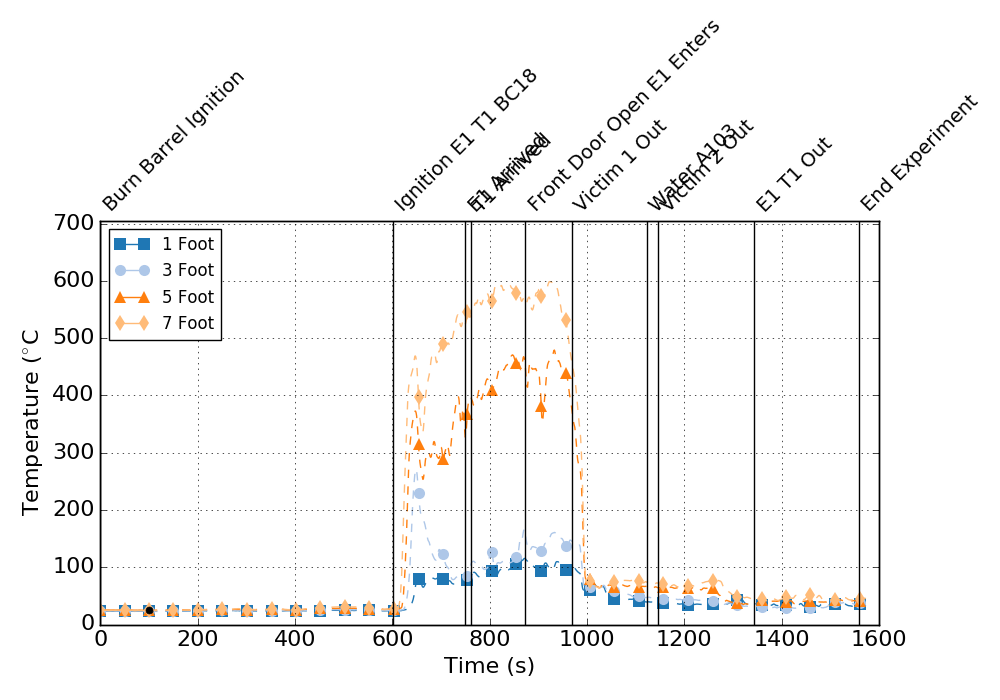 Burn Barrel Ignition
Ignition E1 T1 BC18
E1 Arrived
T1 Arrived
Front Door Open E1 Enters
Victim 1 Out
Water A103
Victim 2 Out
E1 T1 Out
End Experiment
700
600
500
400
300
200
100
0
Temperature (°C
1 Foot
3 Foot
5 Foot
7 Foot
0
200
400
600
800
1000
1200
1400
1600
Time (s)